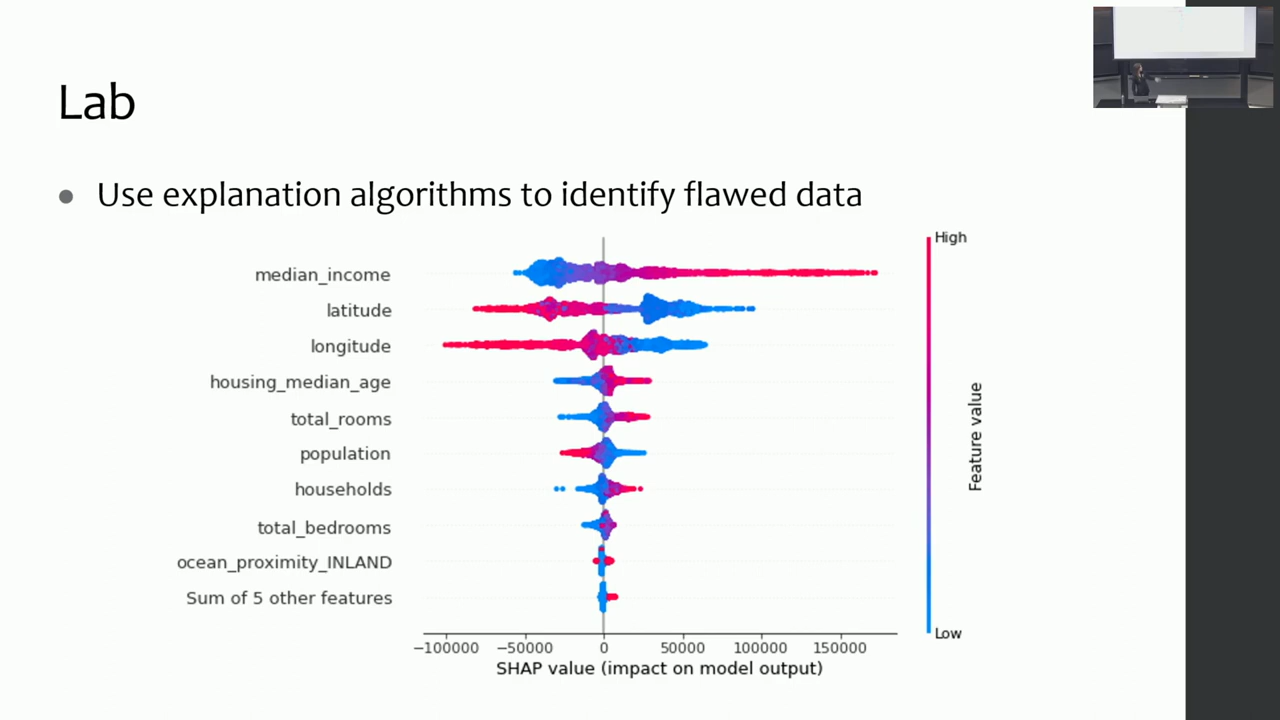 Lab
● Use explanation algorithms to identify flawed data
High
median_income
latitude
longitude
housing_median_age
total_rooms
population
households
total_bedrooms
ocean_proximity_INLAND
Sum of 5 other features
Feature value
Low
−100000 −50000 0 50000 100000 150000
SHAP value (impact on model output)